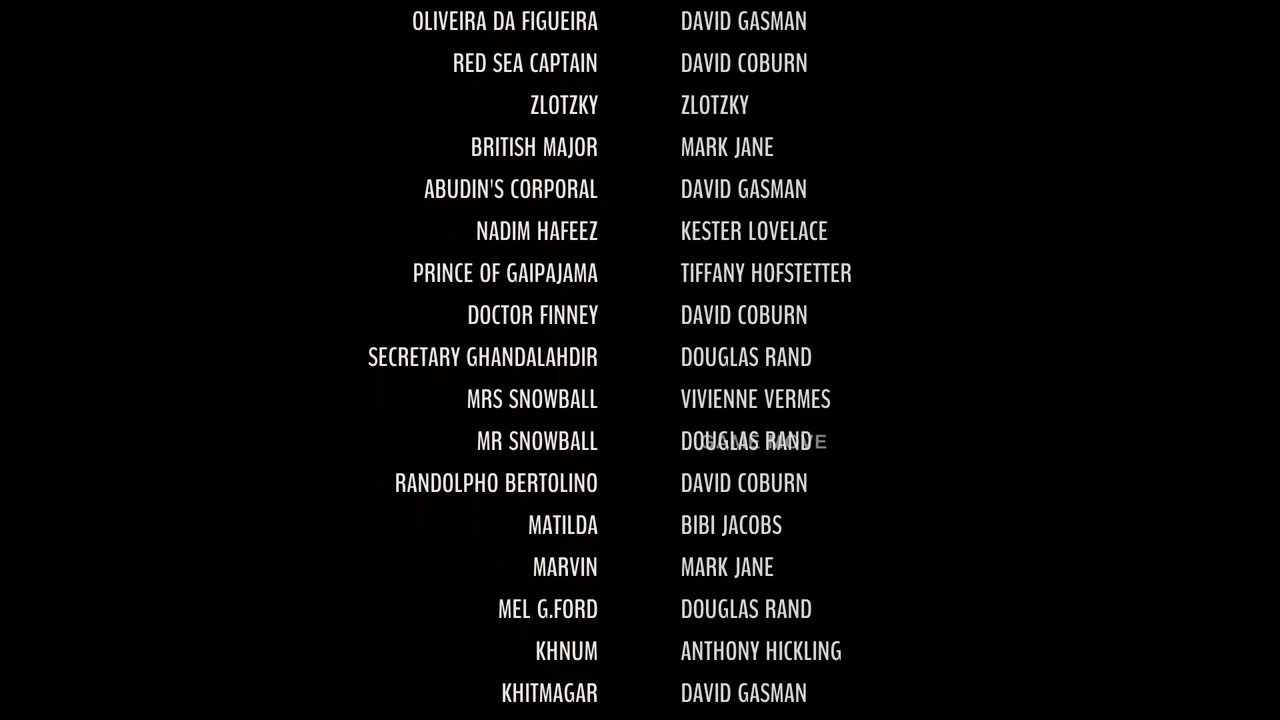 OLIVEIRA DA FIGUEIRA DAVID GASMAN
RED SEA CAPTAIN DAVID COBURN
ZLOTZKY ZLOTZKY
BRITISH MAJOR MARK JANE
ABUDIN'S CORPORAL DAVID GASMAN
NADIM HAFEEZ KESTER LOVELACE
PRINCE OF GAIPAJAMA TIFFANY HOFSTETTER
DOCTOR FINNEY DAVID COBURN
SECRETARY GHANDALAHDIR DOUGLAS RAND
MRS SNOWBALL VIVIENNE VERMES
MR SNOWBALL DOUGLAS RAND
RANDOLPHO BERTOLINO DAVID COBURN
MATILDA BIBI JACOBS
MARVIN MARK JANE
MEL G.FORD DOUGLAS RAND
KHNUM ANTHONY HICKLING
KHITMAGAR DAVID GASMAN